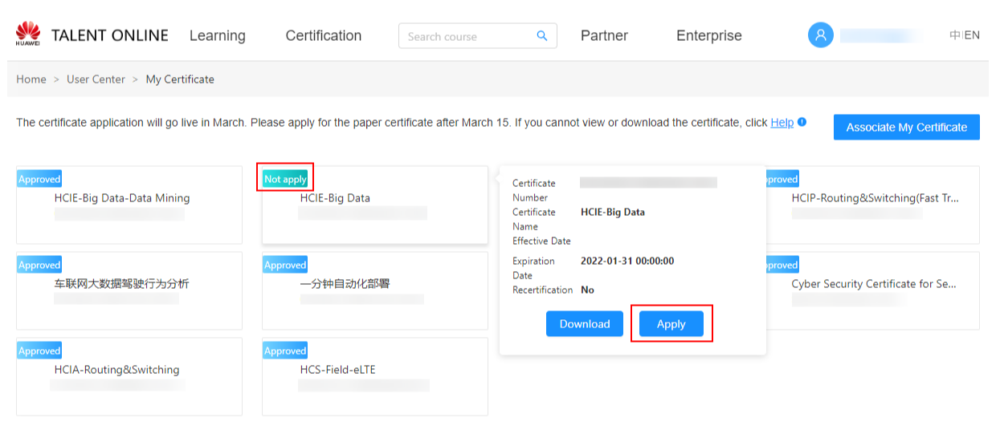 HUAWEI
TALENT ONLINE
Learning
Certification
Search course
Partner
Enterprise
中|EN
Home > User Center > My Certificate
The certificate application will go live in March. Please apply for the paper certificate after March 15. If you cannot view or download the certificate, click Help
Associate My Certificate
Approved
HCIE-Big Data-Data Mining
Not apply
HCIE-Big Data
Certificate Number
Certificate Name
HCIE-Big Data
Effective Date
Expiration Date
2022-01-31 00:00:00
Recertification
No
Download
Apply
proved
HCIP-Routing&Switching(Fast Tr...
Approved
车联网大数据驾驶行为分析
Approved
一分钟自动化部署
proved
Cyber Security Certificate for Se...
Approved
HCIA-Routing&Switching
Approved
HCS-Field-eLTE